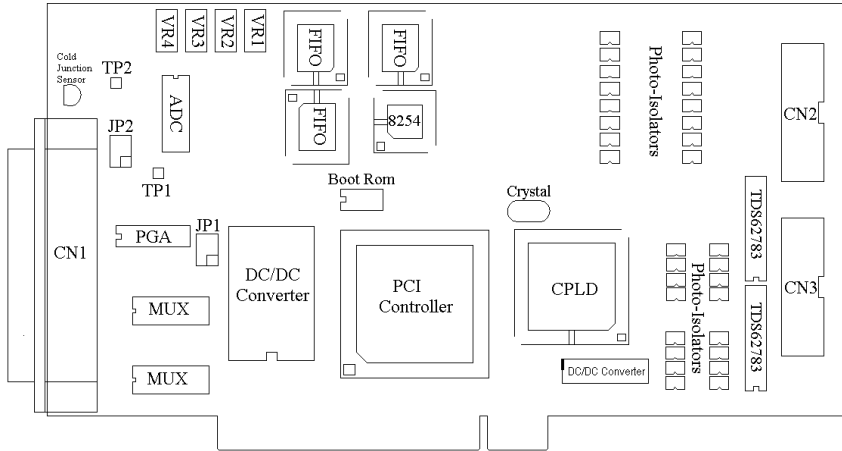 VR4
VR3
VR2
VR1
FIFO
FIFO
Cold
Junction
Sensor
TP2
ADC
JP2
FIFO
8254
Photo-Isolators
CN2
TP1
Boot Rom
Crystal
TDS62783
CN1
PGA
JP1
DC/DC
Converter
PCI
Controller
CPLD
Photo-Isolators
CN3
MUX
TDS62783
MUX
DC/DC Converter